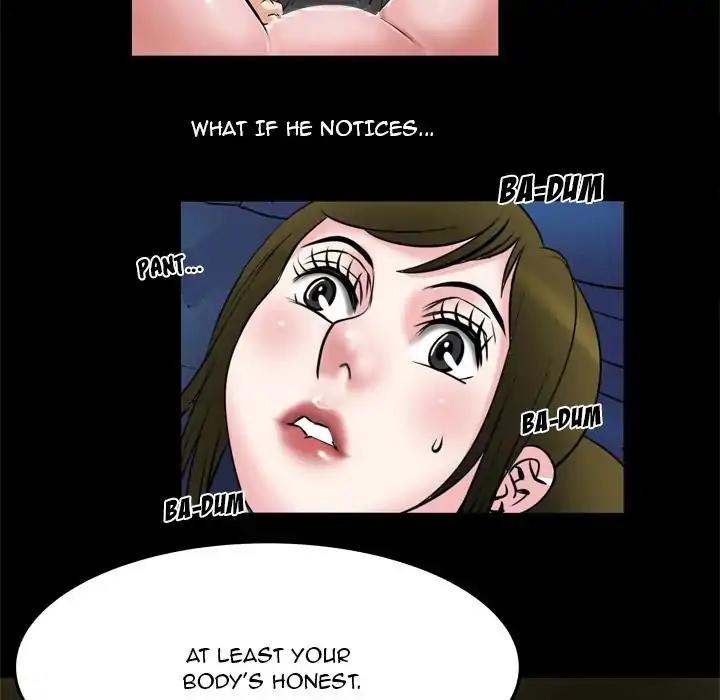 WHAT IF HE NOTICES...
BA-DUM
PANT...
BA-DUM
BA-DUM
AT LEAST YOUR
BODY'S HONEST.